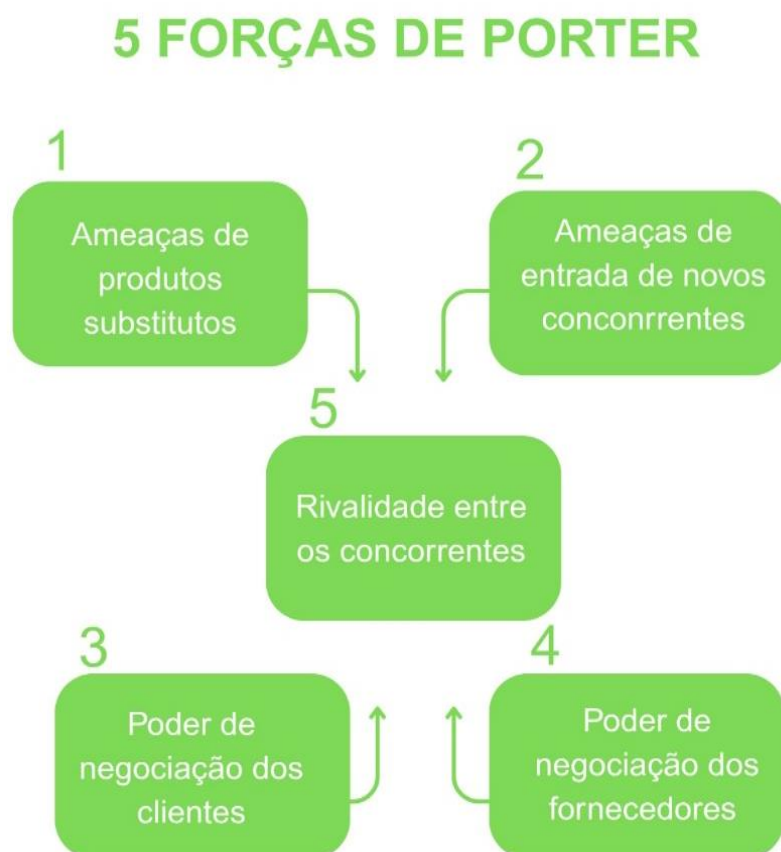 5 FORÇAS DE PORTER
1
Ameaças de
produtos
substitutos
2
Ameaças de
entrada de novos
conconrrentes
5
Rivalidade entre
os concorrentes
3
Poder de
negociação dos
clientes
4
Poder de
negociação dos
fornecedores